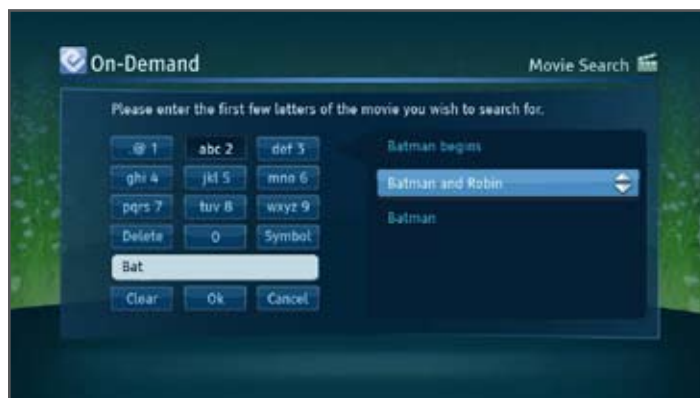 On-Demand
Movie Search
Please enter the first few letters of the movie you wish to search for.
.@ 1 abc 2 def 3
ghi 4 jkl 5 mno 6
pqrs 7 tuv 8 wxyz 9
Delete 0 Symbol
Bat
Clear Ok Cancel
Batman begins
Batman and Robin
Batman